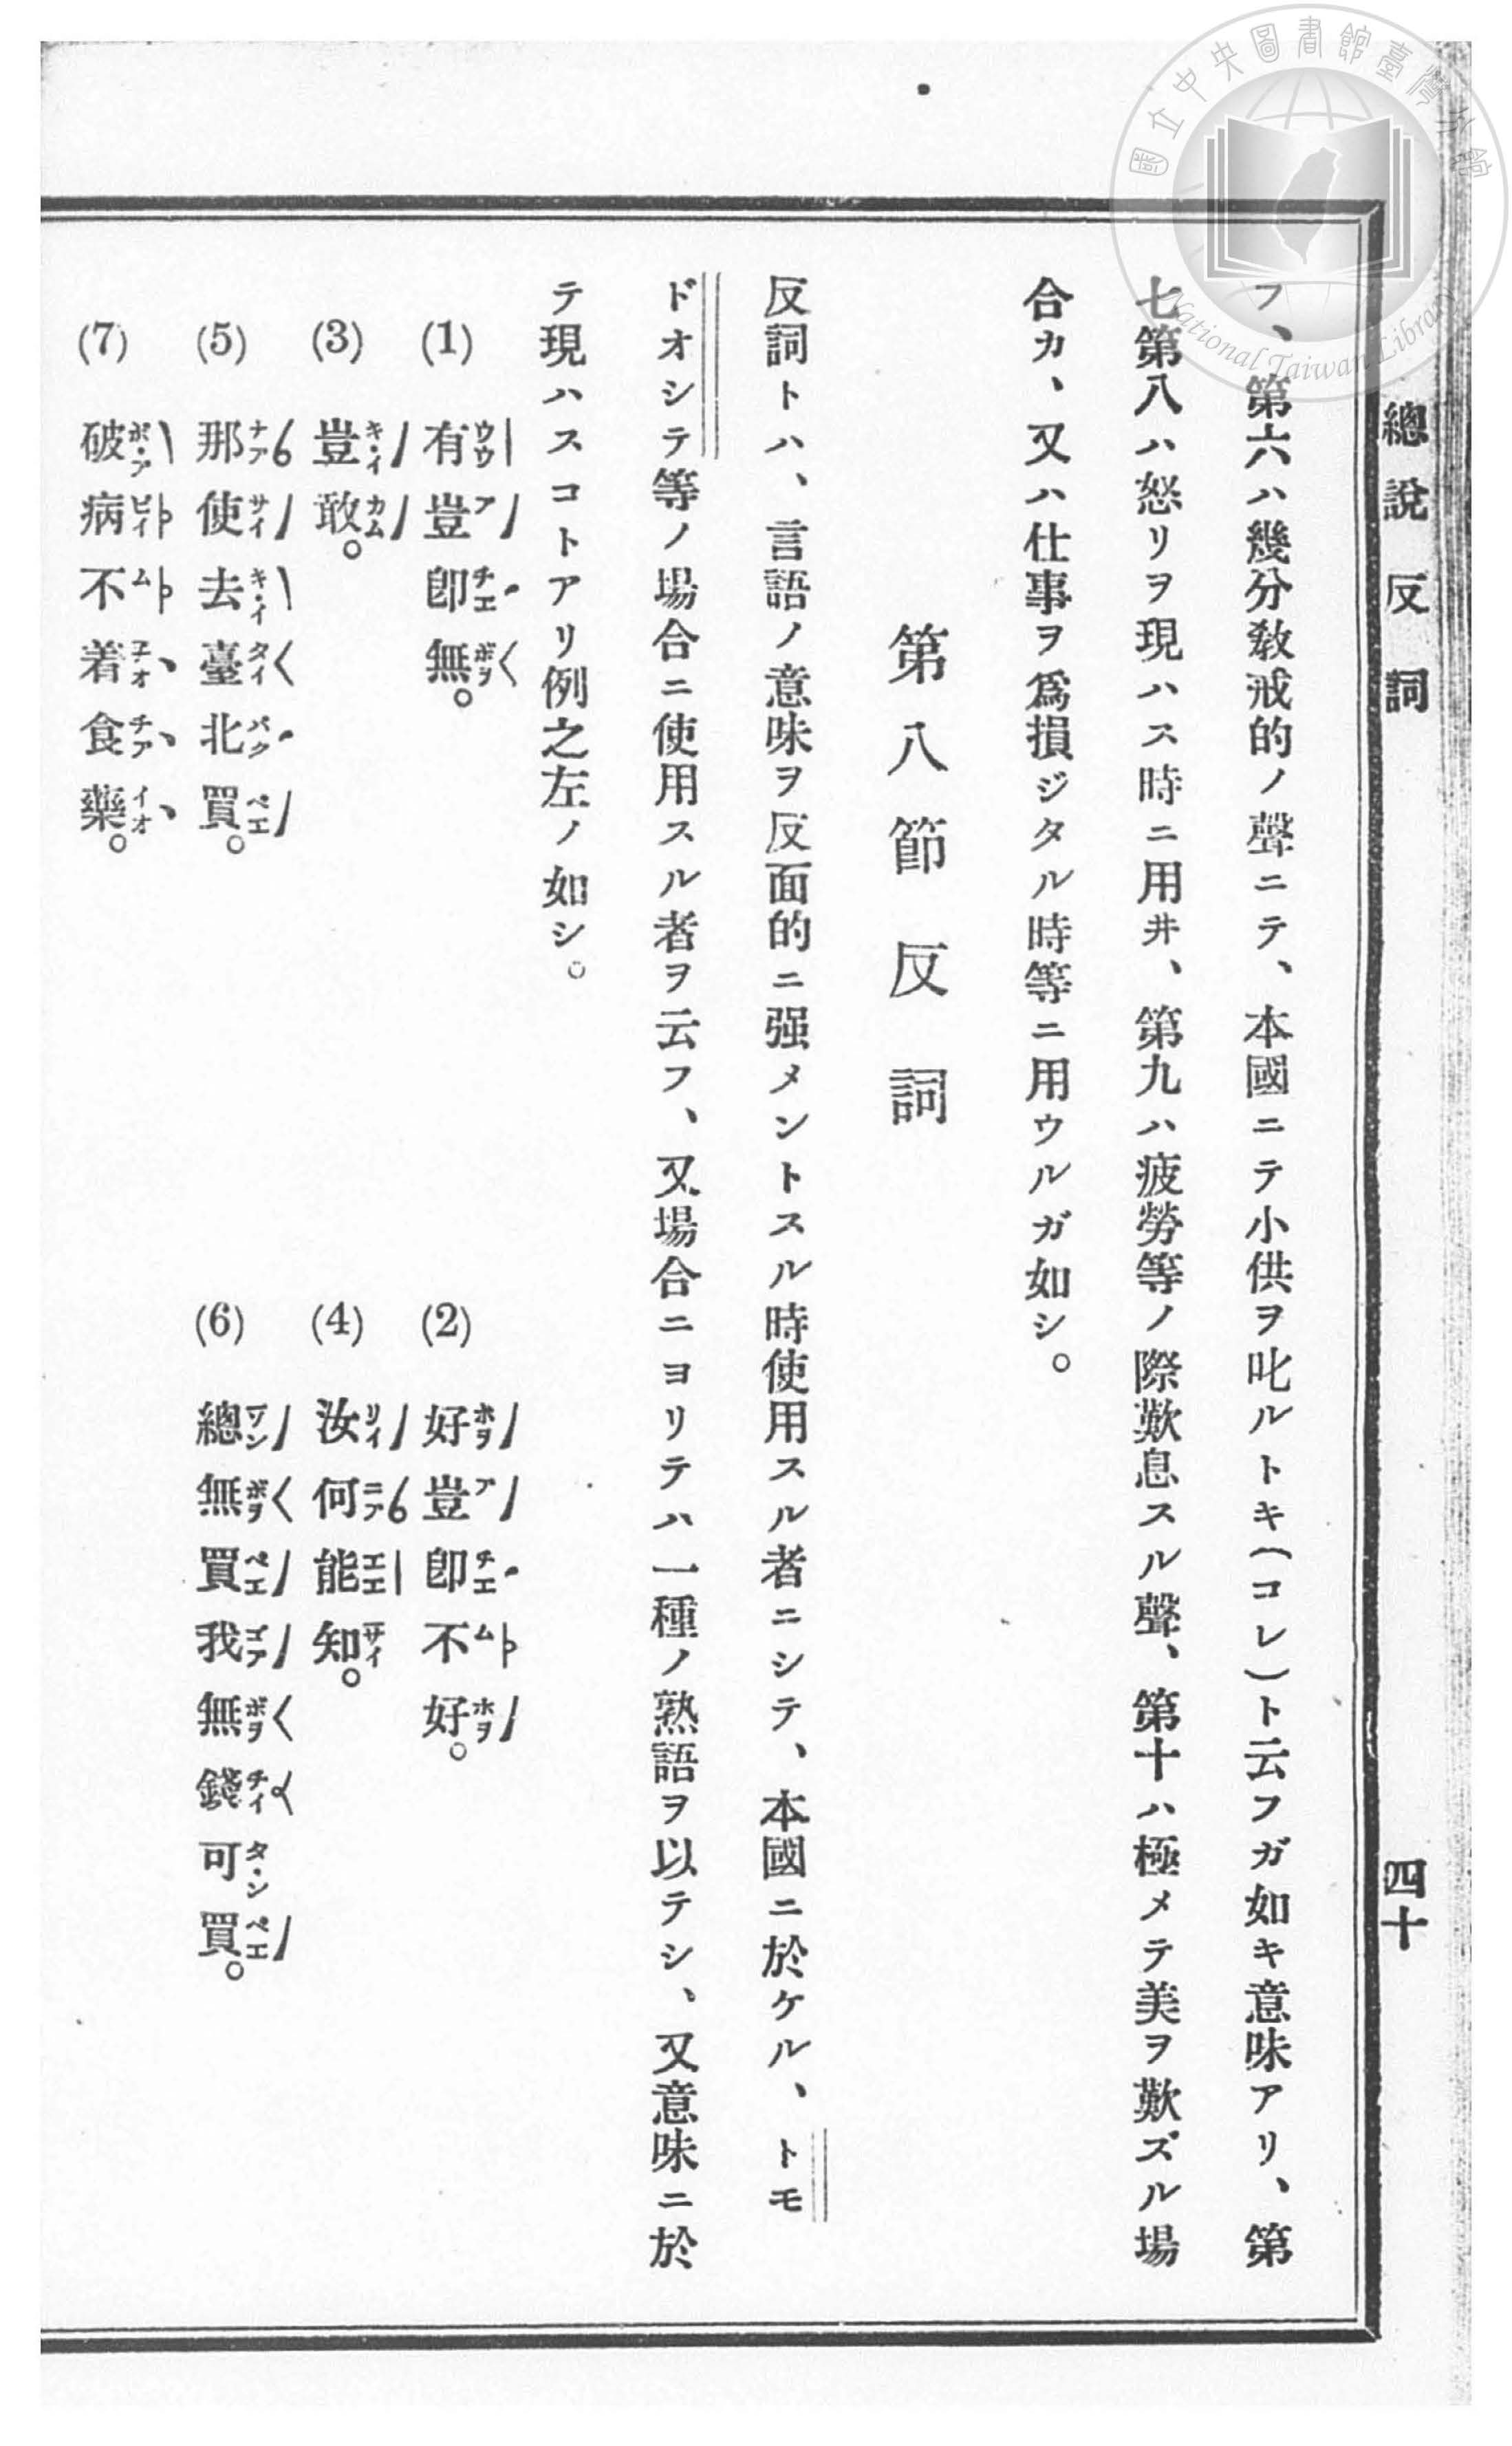 國立中央圖書館臺灣分館
National Taiwan Library
總說 反詞
四十
フ、第六ハ幾分敎戒的ノ聲ニテ、本國ニテ小供ヲ叱ルトキ(コレ)ト云フガ如キ意味アリ、第
七第八ハ怒リヲ現ハス時ニ用井、第九ハ疲勞等ノ際歎息スル聲、第十ハ極メテ美ヲ歎ズル場
合カ、又ハ仕事ヲ爲損ジタル時等ニ用ウルガ如シ。
第八節 反詞
反詞トハ、言語ノ意味ヲ反面的ニ强メントスル時使用スル者ニシテ、本國ニ於ケル、トモ
ドオシテ等ノ場合ニ使用スル者ヲ云フ、又場合ニヨリテハ一種ノ熟語ヲ以テシ、又意味ニ於
テ現ハスコトアリ例之左ノ如シ。
(1) 有豈卽無。
(2) 好豈卽不好。
(3) 豈敢。
(4) 汝何能知。
(5) 那使去臺北買。
(6) 總無買我無錢可買。
(7) 破病不着食藥。